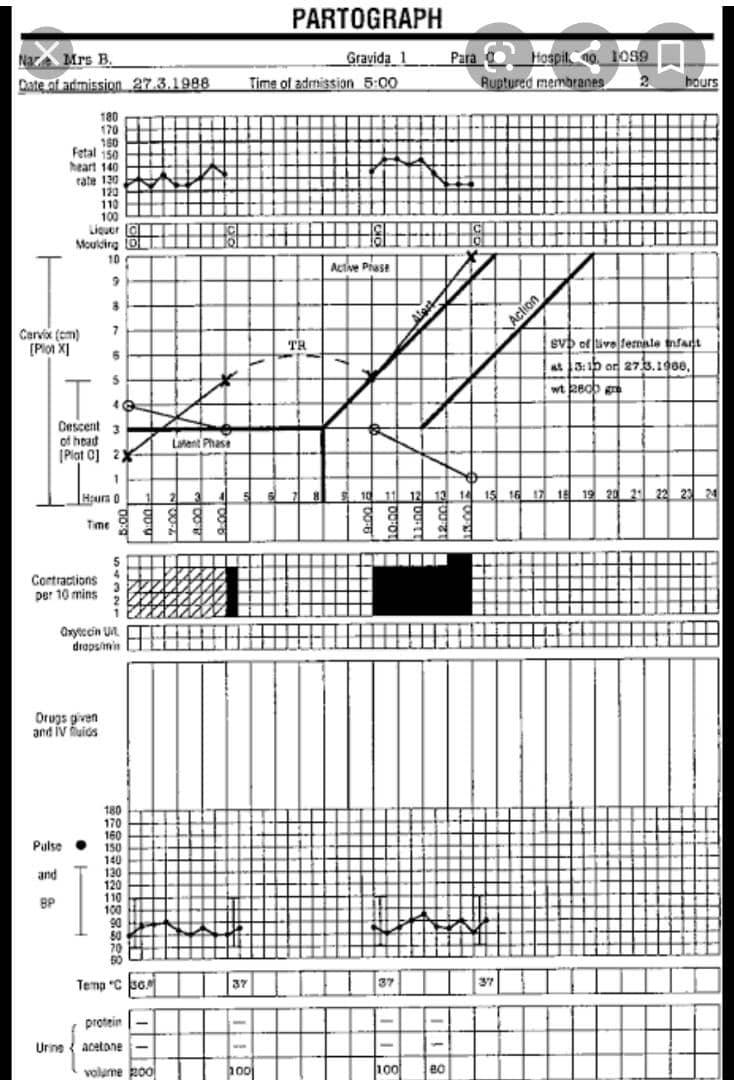 PARTOGRAPH
Name Mrs B. Gravida 1 Para 0 Hospital no. 1059
Date of admission 27.3.1988 Time of admission 5:00 Ruptured membranes 2 hours
180
170
160
Fetal 150
heart 140
rate 130
120
110
100
Liquor C C C C
Moulding O O O O
10 Active Phase
9
8 Alert Action
Cervix (cm) 7
[Plot X] 6 TR SVD of live female infant
5 at 13:10 on 27.3.1988,
4 wt 2800 gm
Descent 3
of head Latent Phase
[Plot O] 2
1
Hours 0 1 2 3 4 5 6 7 8 9 10 11 12 13 14 15 16 17 18 19 20 21 22 23 24
Time 5:00 6:00 7:00 8:00 9:00 9:00 10:00 11:00 12:00 13:00
5
Contractions 4
per 10 mins 3
2
1
Oxytocin U/L
drops/min
Drugs given
and IV fluids
180
170
160
Pulse 150
140
and 130
120
110
BP 100
90
80
70
60
Temp °C 36.8 37 37 37
protein — — — —
Urine { acetone — — — —
volume 200 100 100 80